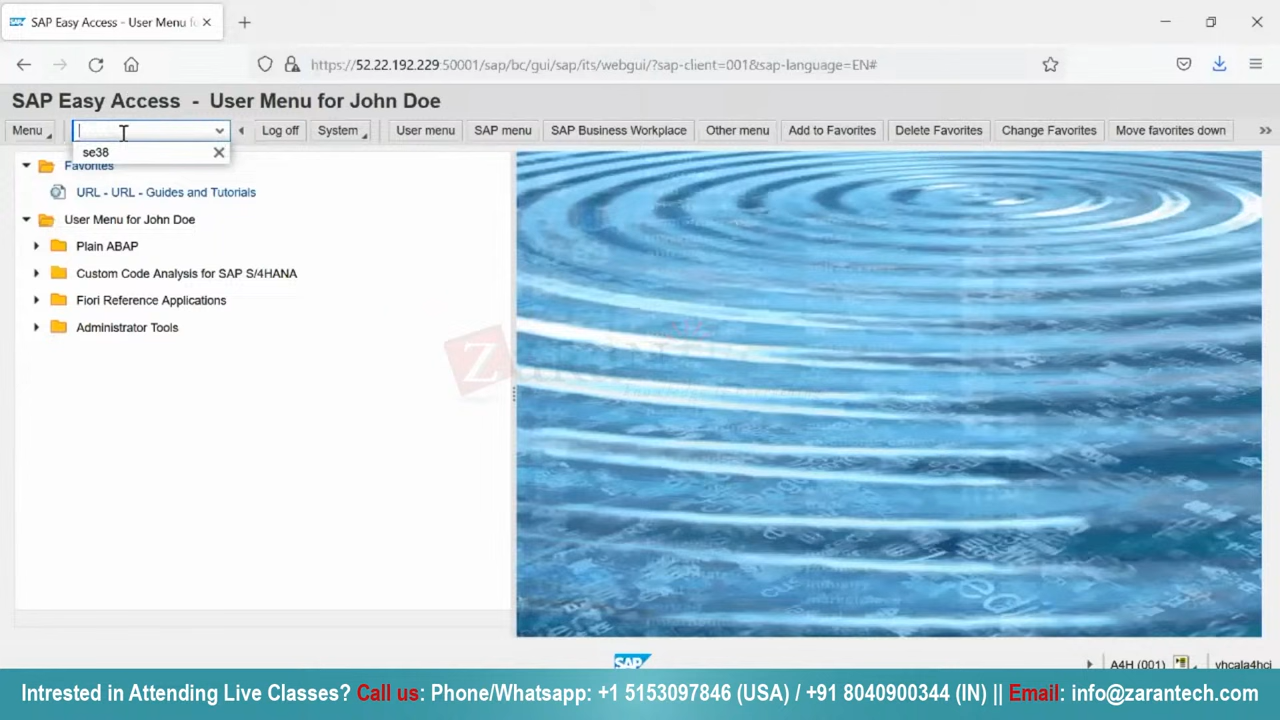 SAP Easy Access - User Menu fo
https://52.22.192.229:50001/sap/bc/gui/sap/its/webgui/?sap-client=001&sap-language=EN#
SAP Easy Access - User Menu for John Doe
Menu Log off System User menu SAP menu SAP Business Workplace Other menu Add to Favorites Delete Favorites Change Favorites Move favorites down
se38
Favorites
URL - URL - Guides and Tutorials
User Menu for John Doe
Plain ABAP
Custom Code Analysis for SAP S/4HANA
Fiori Reference Applications
Administrator Tools
SAP A4H (001) vhcala4hci
Intrested in Attending Live Classes? Call us: Phone/Whatsapp: +1 5153097846 (USA) / +91 8040900344 (IN) || Email: info@zarantech.com